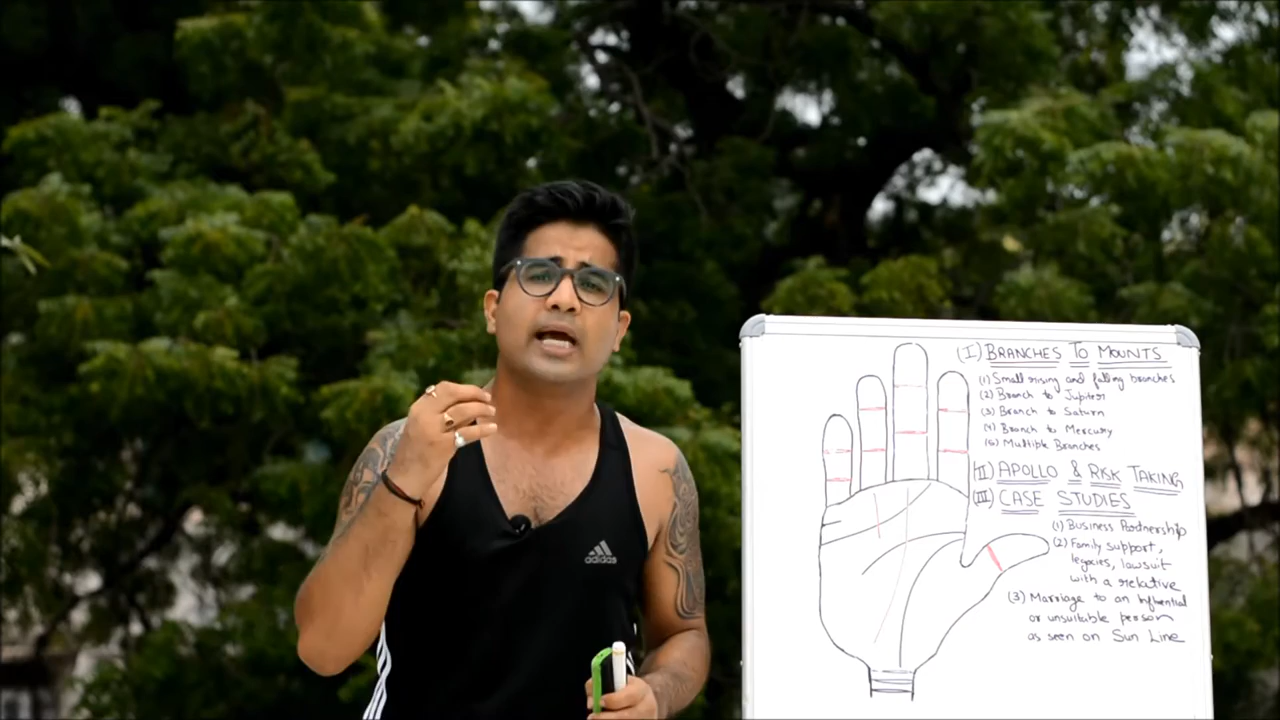 adidas
(I) BRANCHES TO MOUNTS
(1) Small rising and falling branches
(2) Branch to Jupiter
(3) Branch to Saturn
(4) Branch to Mercury
(5) Multiple Branches
(II) APOLLO & RISK TAKING
(III) CASE STUDIES
(1) Business Partnership
(2) Family support,
legacies, lawsuit
with a relative
(3) Marriage to an Influential
or unsuitable person
as seen on Sun Line